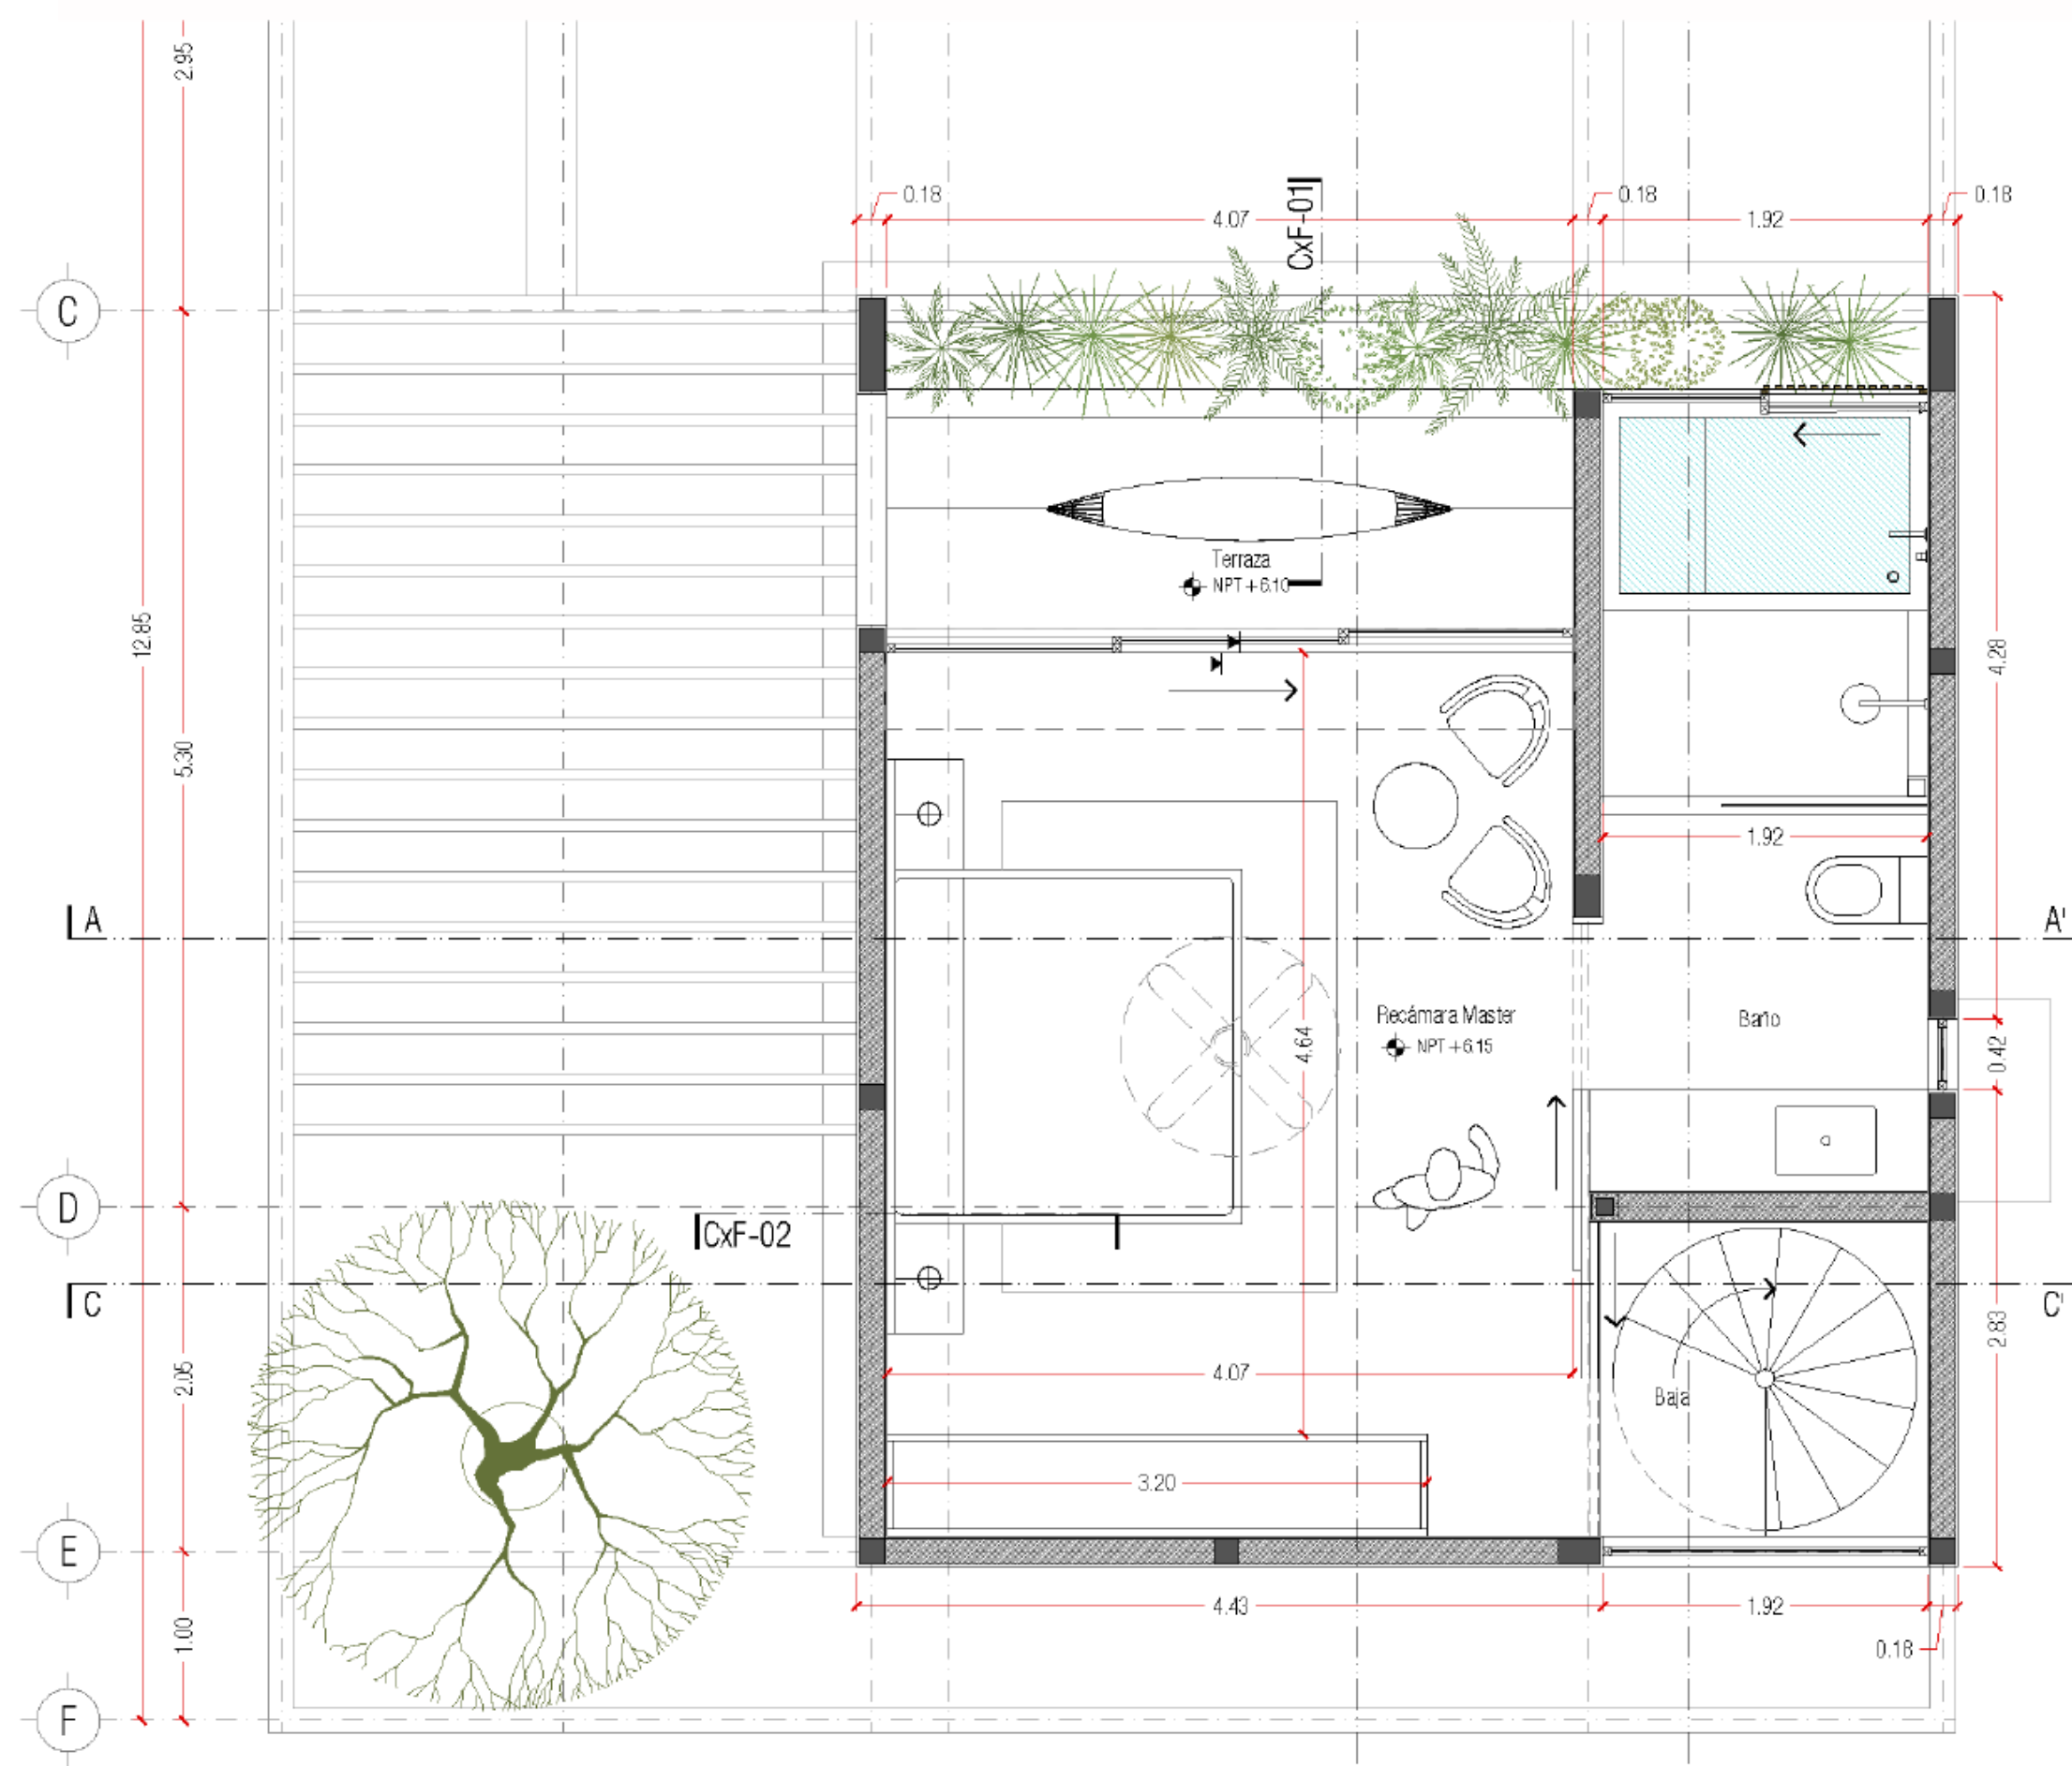 2.95
0.18
4.07
CxF-01
0.18
1.92
0.18
C
Terraza
NPT + 6.10
12.85
5.30
4.28
1.92
A
A'
Recámara Master
NPT + 6.15
4.64
Baño
0.42
D
CxF-02
C
C'
2.83
2.05
4.07
Baja
3.20
E
4.43
1.92
1.00
0.18
F